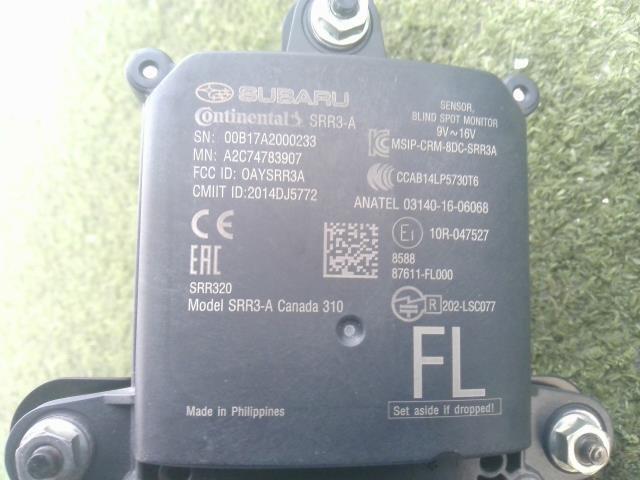 SUBARU
Continental SRR3-A
SN: 00B17A2000233
MN: A2C74783907
FCC ID: OAYSRR3A
CMIIT ID:2014DJ5772
SENSOR,
BLIND SPOT MONITOR
9V~16V
MSIP-CRM-8DC-SRR3A
CCAB14LP5730T6
ANATEL 03140-16-06068
CE
EAC
E1 10R-047527
8588
87611-FL000
SRR320
Model SRR3-A Canada 310
R 202-LSC077
FL
Set aside if dropped!
Made in Philippines